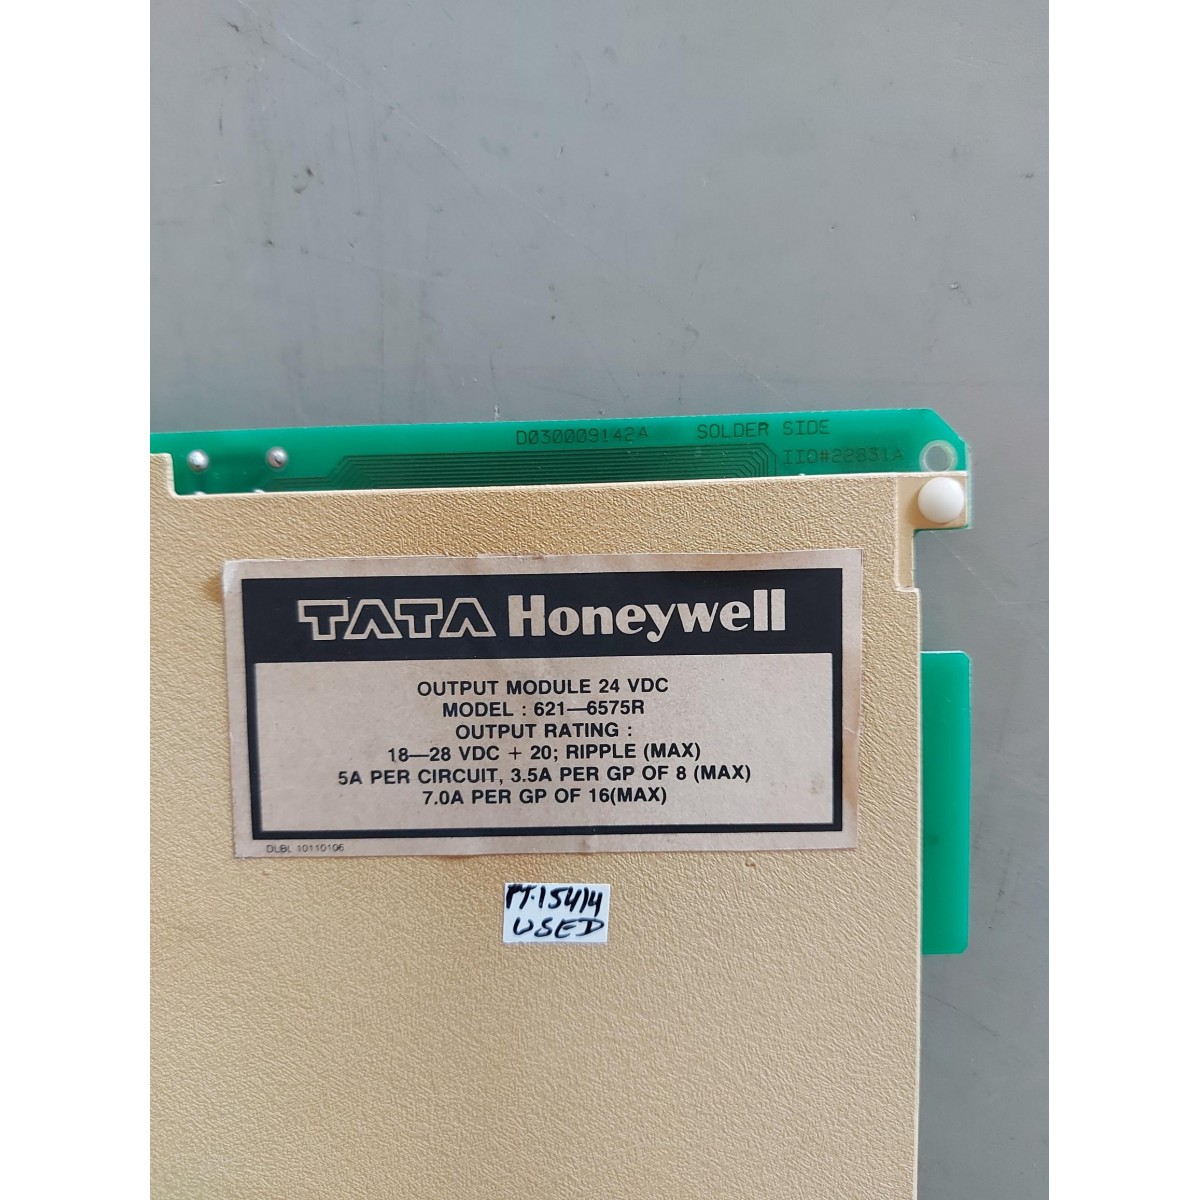 D030009142A SOLDER SIDE
IID#22831A
TATA Honeywell
OUTPUT MODULE 24 VDC
MODEL : 621—6575R
OUTPUT RATING :
18—28 VDC + 20; RIPPLE (MAX)
5A PER CIRCUIT, 3.5A PER GP OF 8 (MAX)
7.0A PER GP OF 16(MAX)
DLBL 10110106
PT.15414
USED